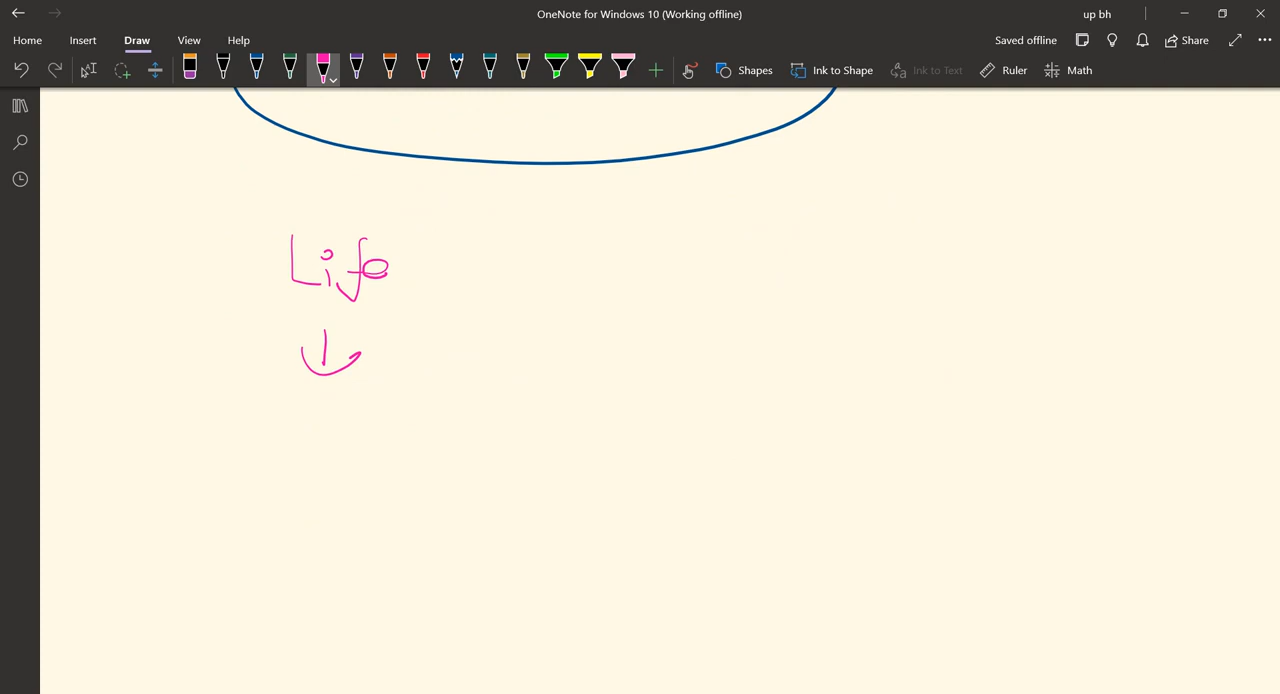 OneNote for Windows 10 (Working offline)
up bh
Home Insert Draw View Help
Saved offline
Share
Shapes
Ink to Shape
Ink to Text
Ruler
Math
Life